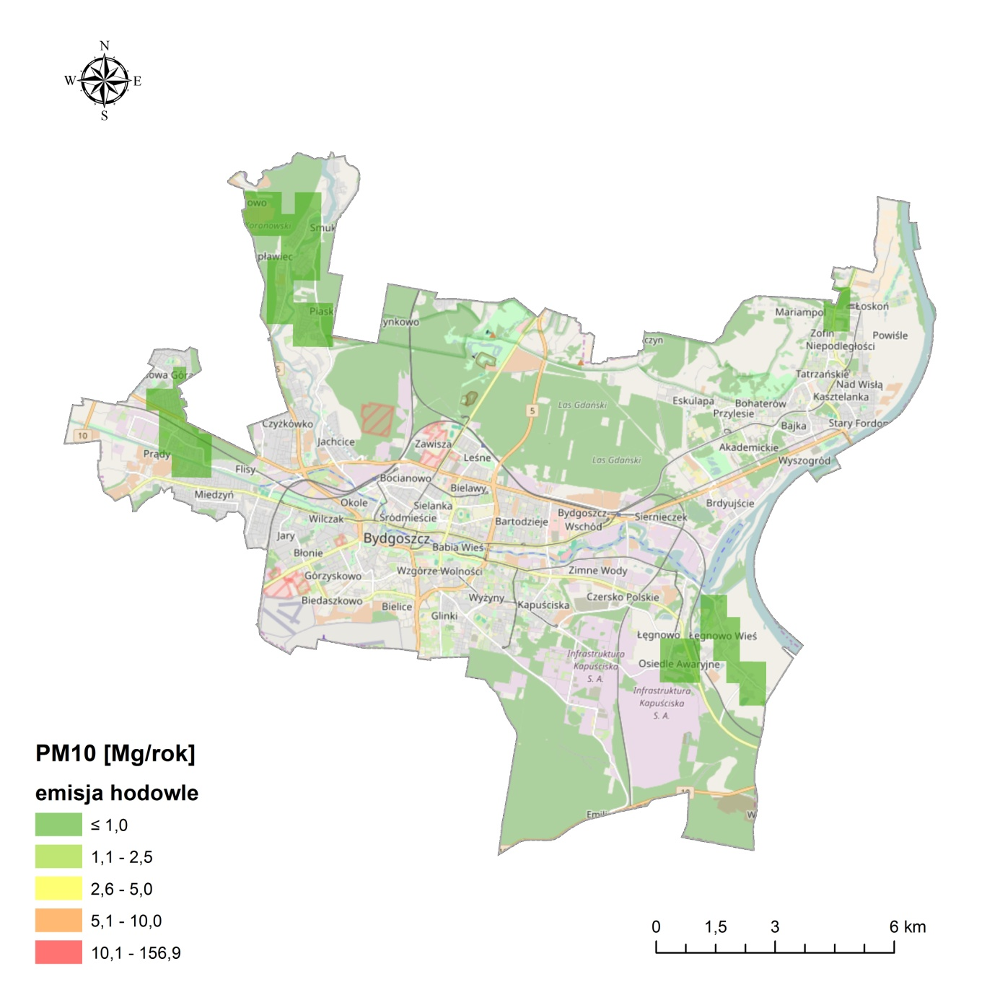 N
W
E
S
owo
Koronowski
Smuk
pławiec
Piask
ynkowo
czyn
Mariampol
Łoskoń
Zofin
Powiśle
Niepodległości
Tatrzańskie
Nad Wisłą
Kasztelanka
Eskulapa
Bohaterów
Przylesie
Bajka
Stary Fordon
Akademickie
Wyszogród
Las Gdański
Las Gdański
5
5
owa Góra
10
Prądy
Flisy
Miedzyń
Czyżkówko
Jachcice
Zawisza
Leśne
Bocianowo
Bielawy
Okole
Sielanka
Wilczak
Śródmieście
Bartodzieje
Bydgoszcz-
Wschód
Siernieczek
Brdyujście
Jary
Bydgoszcz
Babia Wieś
Błonie
Górzyskowo
Wzgórze Wolności
Zimne Wody
Biedaszkowo
Bielice
Wyżyny
Kapuściska
Czersko Polskie
Glinki
Łęgnowo
Łęgnowo Wieś
Infrastruktura
Kapuściska
S. A.
Osiedle Awaryjne
Infrastruktura
Kapuściska
S. A.
10
Emili
W
PM10 [Mg/rok]
emisja hodowle
≤ 1,0
1,1 - 2,5
2,6 - 5,0
5,1 - 10,0
10,1 - 156,9
0 1,5 3 6 km